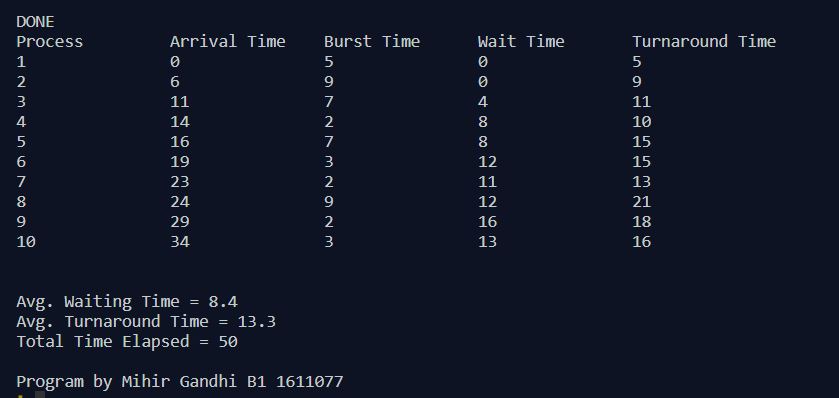 DONE
Process Arrival Time Burst Time Wait Time Turnaround Time
1 0 5 0 5
2 6 9 0 9
3 11 7 4 11
4 14 2 8 10
5 16 7 8 15
6 19 3 12 15
7 23 2 11 13
8 24 9 12 21
9 29 2 16 18
10 34 3 13 16
Avg. Waiting Time = 8.4
Avg. Turnaround Time = 13.3
Total Time Elapsed = 50
Program by Mihir Gandhi B1 1611077